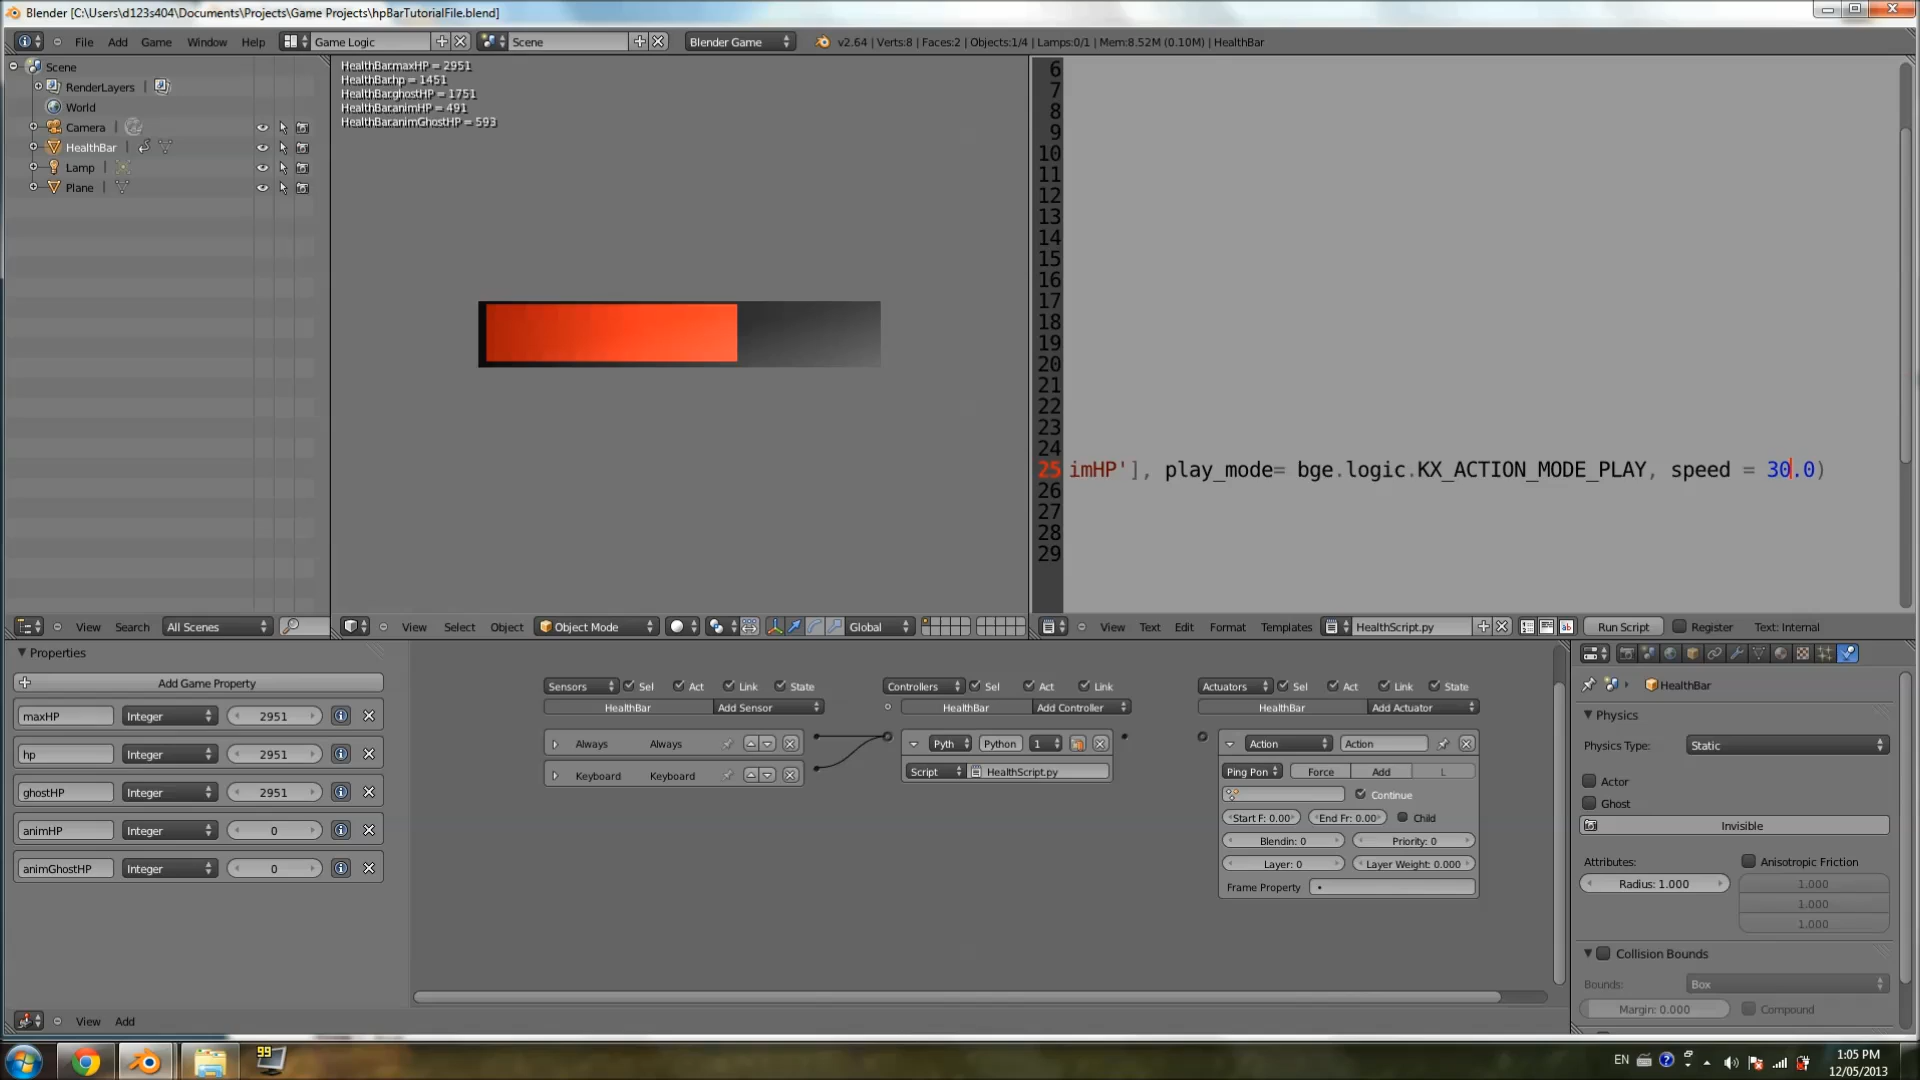 Blender [C:\Users\d123s404\Documents\Projects\Game Projects\hpBarTutorialFile.blend]
File Add Game Window Help Game Logic Scene Blender Game v2.64 | Verts:8 | Faces:2 | Objects:1/4 | Lamps:0/1 | Mem:8.52M (0.10M) | HealthBar
Scene
RenderLayers
World
Camera
HealthBar
Lamp
Plane
HealthBar.maxHP = 2951
HealthBar.hp = 1451
HealthBar.ghostHP = 1751
HealthBar.animHP = 491
HealthBar.animGhostHP = 593
6
7
8
9
10
11
12
13
14
15
16
17
18
19
20
21
22
23
24
25 imHP'], play_mode= bge.logic.KX_ACTION_MODE_PLAY, speed = 30.0)
26
27
28
29
View Search All Scenes
View Select Object Object Mode Global
View Text Edit Format Templates HealthScript.py Run Script Register Text: Internal
Properties
Add Game Property
maxHP Integer 2951
hp Integer 2951
ghostHP Integer 2951
animHP Integer 0
animGhostHP Integer 0
Sensors Sel Act Link State
HealthBar Add Sensor
Always Always
Keyboard Keyboard
Controllers Sel Act Link
HealthBar Add Controller
Pyth Python 1
Script HealthScript.py
Actuators Sel Act Link State
HealthBar Add Actuator
Action Action
Ping Pon Force Add L
Continue
Start F: 0.00 End Fr: 0.00 Child
Blendin: 0 Priority: 0
Layer: 0 Layer Weight: 0.000
Frame Property
HealthBar
Physics
Physics Type: Static
Actor
Ghost
Invisible
Attributes: Anisotropic Friction
Radius: 1.000 1.000
1.000
1.000
Collision Bounds
Bounds: Box
Margin: 0.000 Compound
View Add
99
EN
1:05 PM
12/05/2013